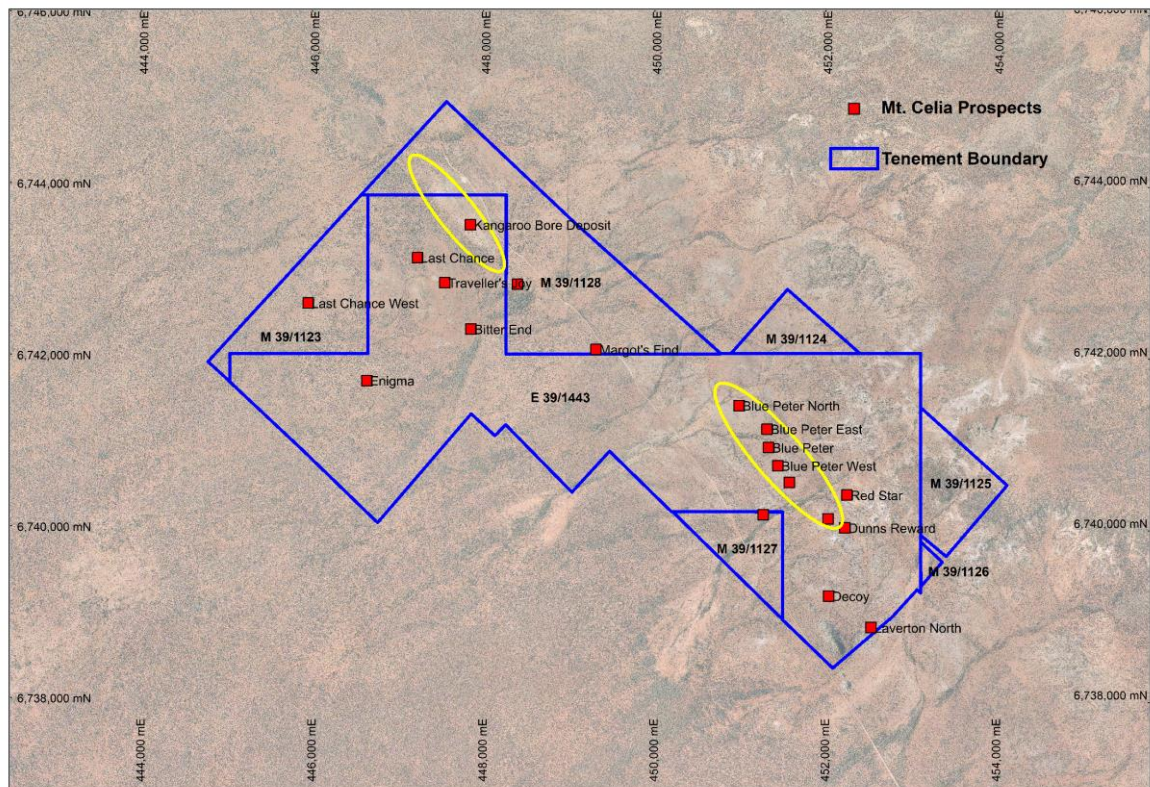 6,746,000 mN
444,000 mE
446,000 mE
448,000 mE
450,000 mE
452,000 mE
454,000 mE
Mt. Celia Prospects
Tenement Boundary
6,744,000 mN
6,744,000 mN
Kangaroo Bore Deposit
Last Chance
Traveller's Joy
M 39/1128
Last Chance West
M 39/1123
Bitter End
M 39/1124
6,742,000 mN
Margot's Find
6,742,000 mN
Enigma
E 39/1443
Blue Peter North
Blue Peter East
Blue Peter
Blue Peter West
M 39/1125
Red Star
6,740,000 mN
Dunns Reward
6,740,000 mN
M 39/1127
M 39/1126
Decoy
Laverton North
6,738,000 mN
6,738,000 mN
444,000 mE
446,000 mE
448,000 mE
450,000 mE
452,000 mE
454,000 mE